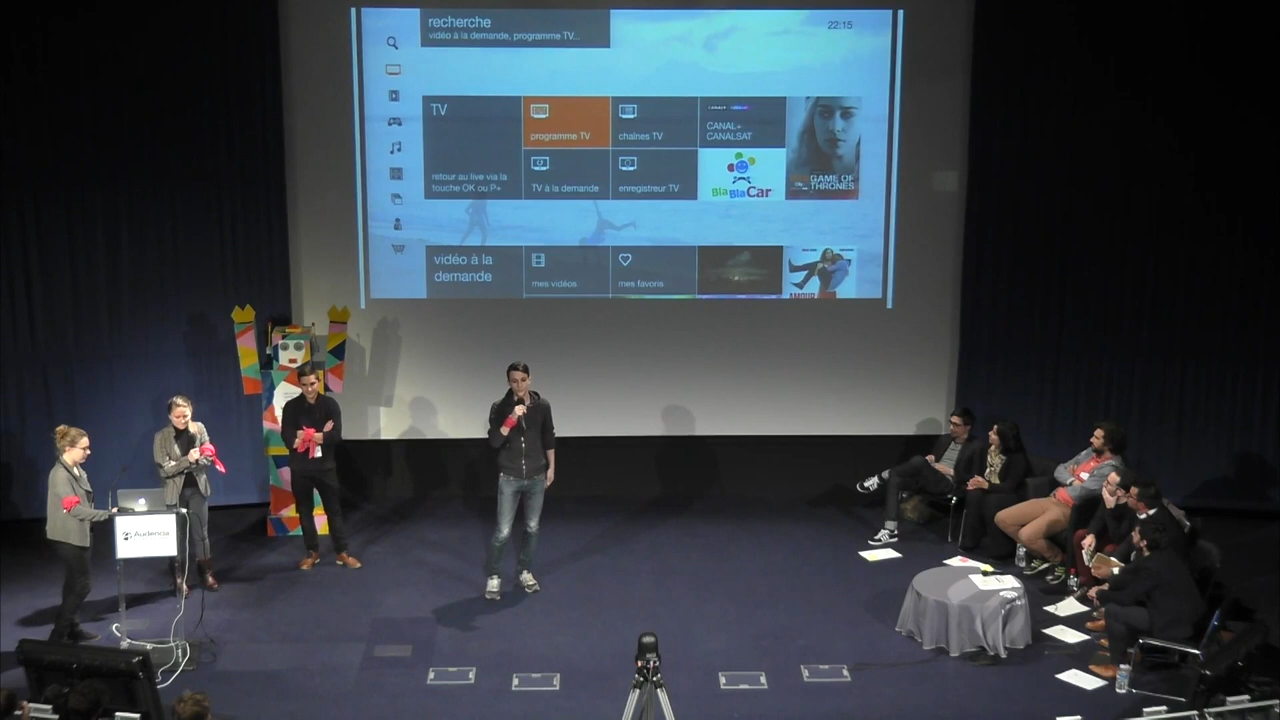 recherche
vidéo à la demande, programme TV...
22:15
TV
retour au live via la
touche OK ou P+
programme TV
chaînes TV
CANAL+
CANALSAT
TV à la demande
enregistreur TV
BlaBlaCar
GAME OF
THRONES
vidéo à la
demande
mes vidéos
mes favoris
AMOUR
Audencia